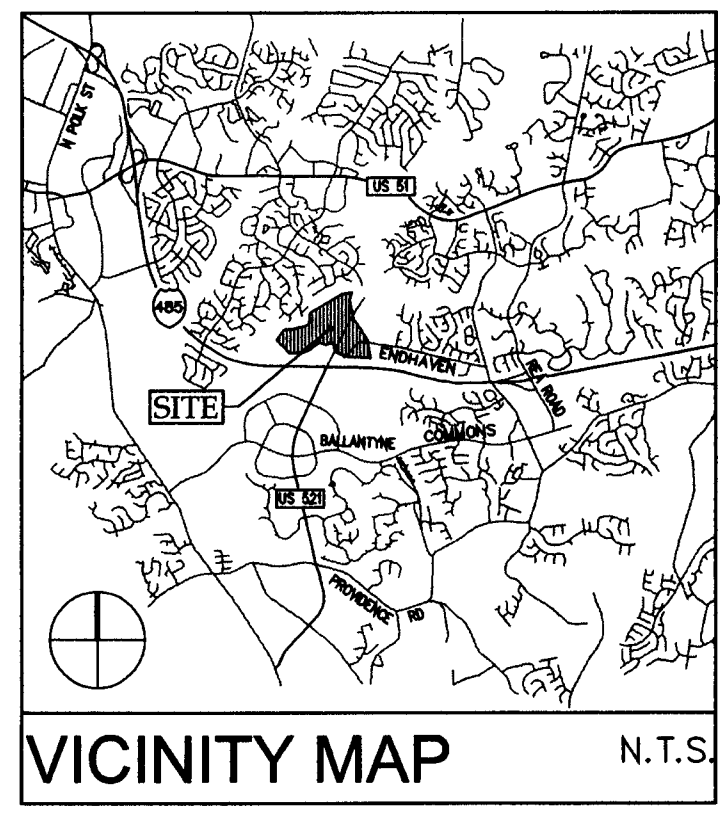 N POLK ST
US 51
485
ENDHAVEN
SITE
REA ROAD
BALLANTYNE COMMONS
US 521
PROVIDENCE RD
VICINITY MAP
N.T.S.